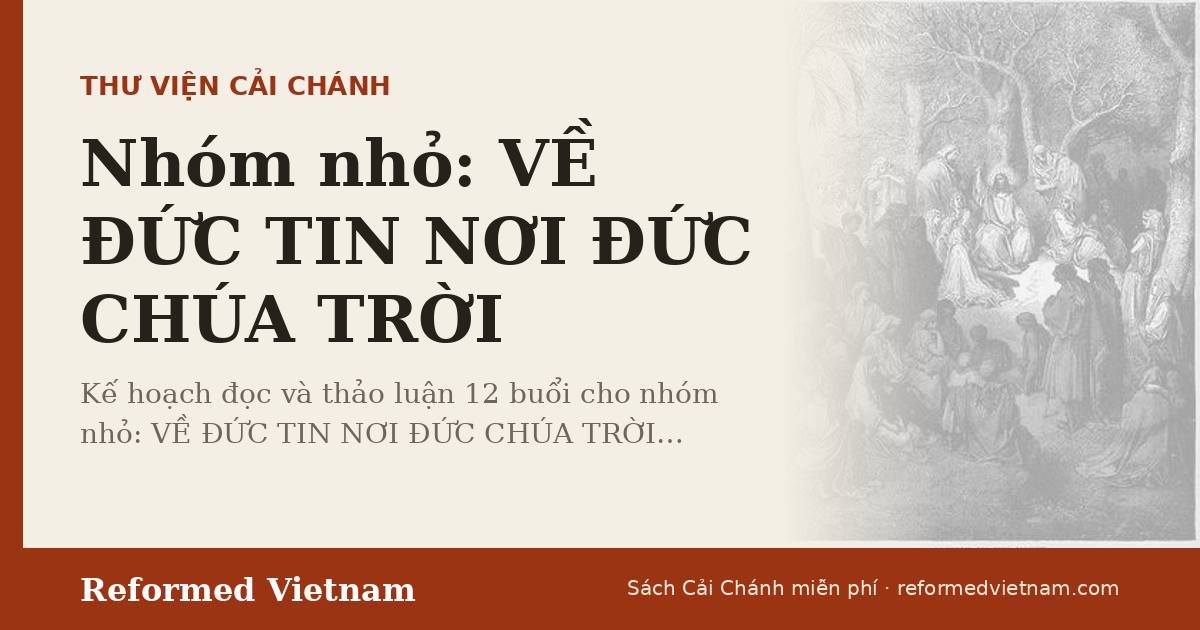 THƯ VIỆN CẢI CHÁNH
Nhóm nhỏ: VỀ
ĐỨC TIN NƠI ĐỨC
CHÚA TRỜI
Kế hoạch đọc và thảo luận 12 buổi cho nhóm
nhỏ: VỀ ĐỨC TIN NƠI ĐỨC CHÚA TRỜI...
Reformed Vietnam
Sách Cải Chánh miễn phí · reformedvietnam.com